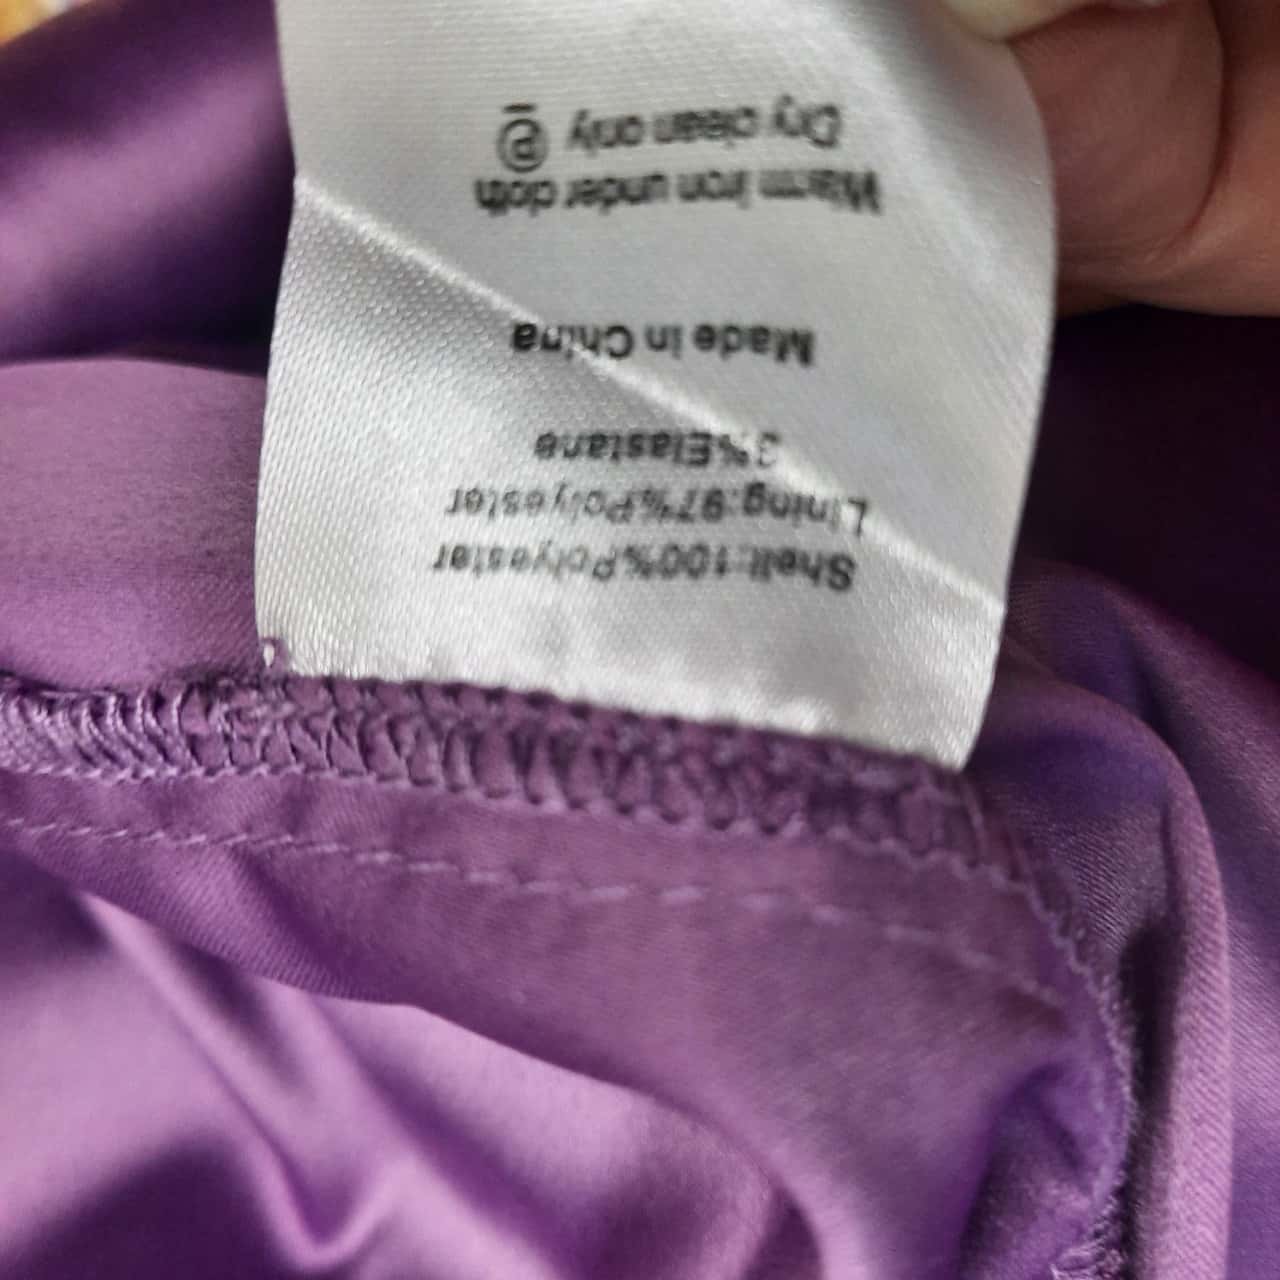 Shell:100%Polyester
Lining:97%Polyester
3%Elastane
Made in China
Warm iron under cloth
Dry clean only P